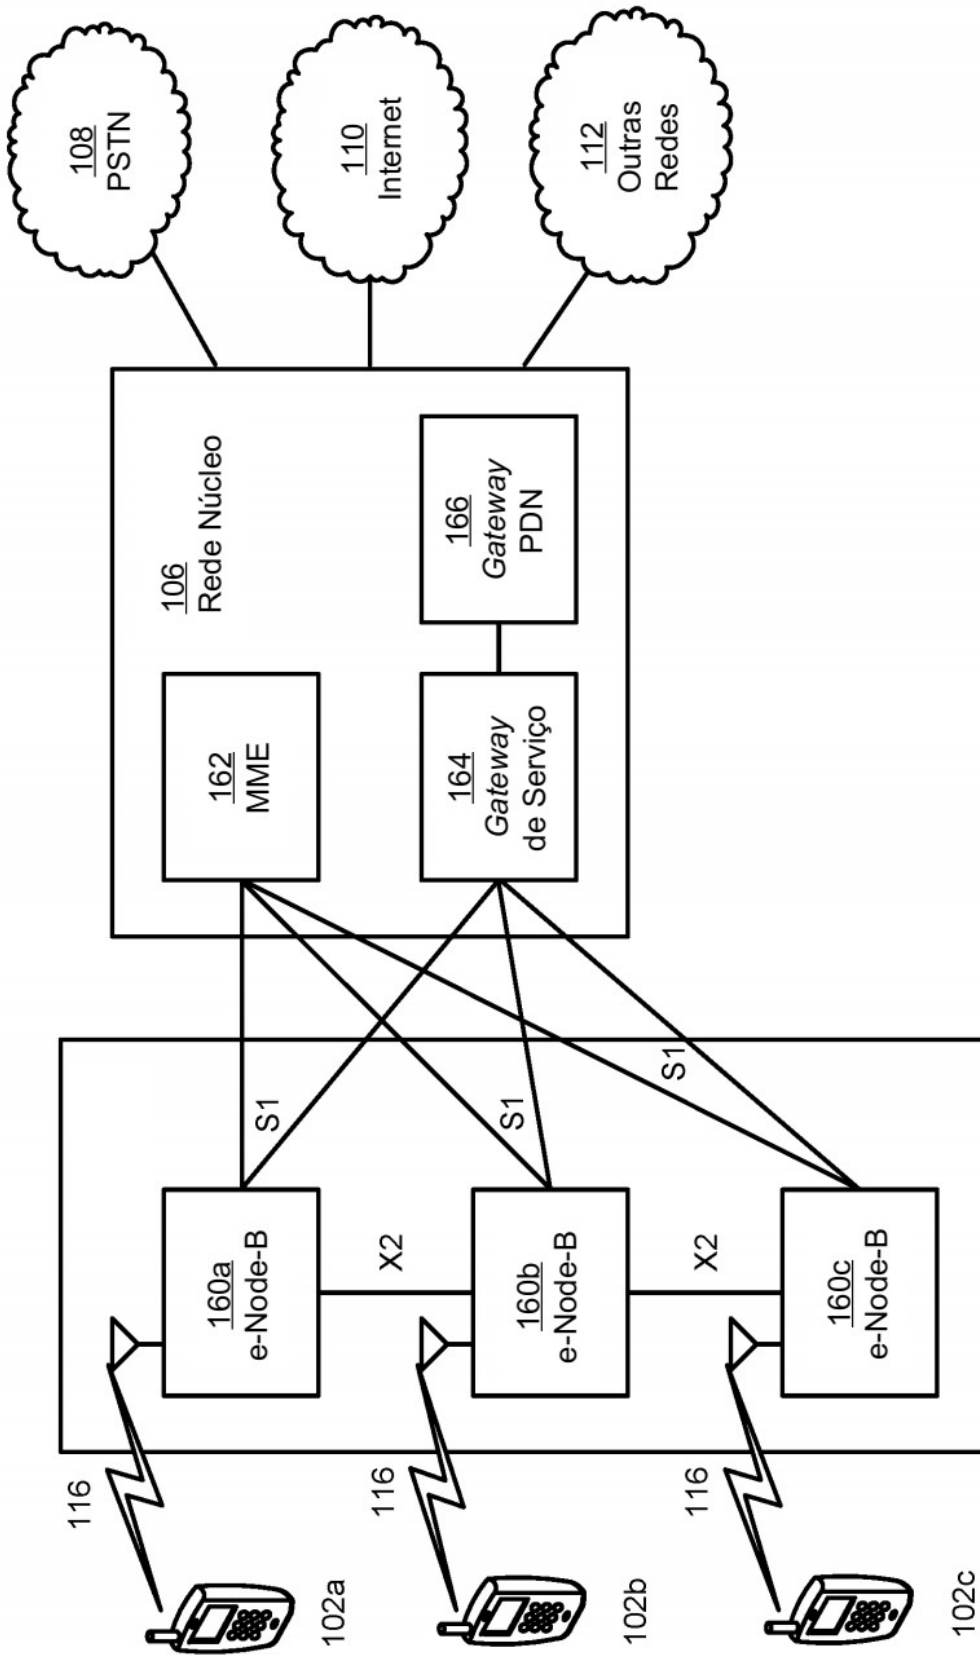 108
PSTN
110
Internet
112
Outras
Redes
106
Rede Núcleo
162
MME
164
Gateway
de Serviço
166
Gateway
PDN
S1
S1
S1
160a
e-Node-B
X2
160b
e-Node-B
X2
160c
e-Node-B
116
116
116
102a
102b
102c